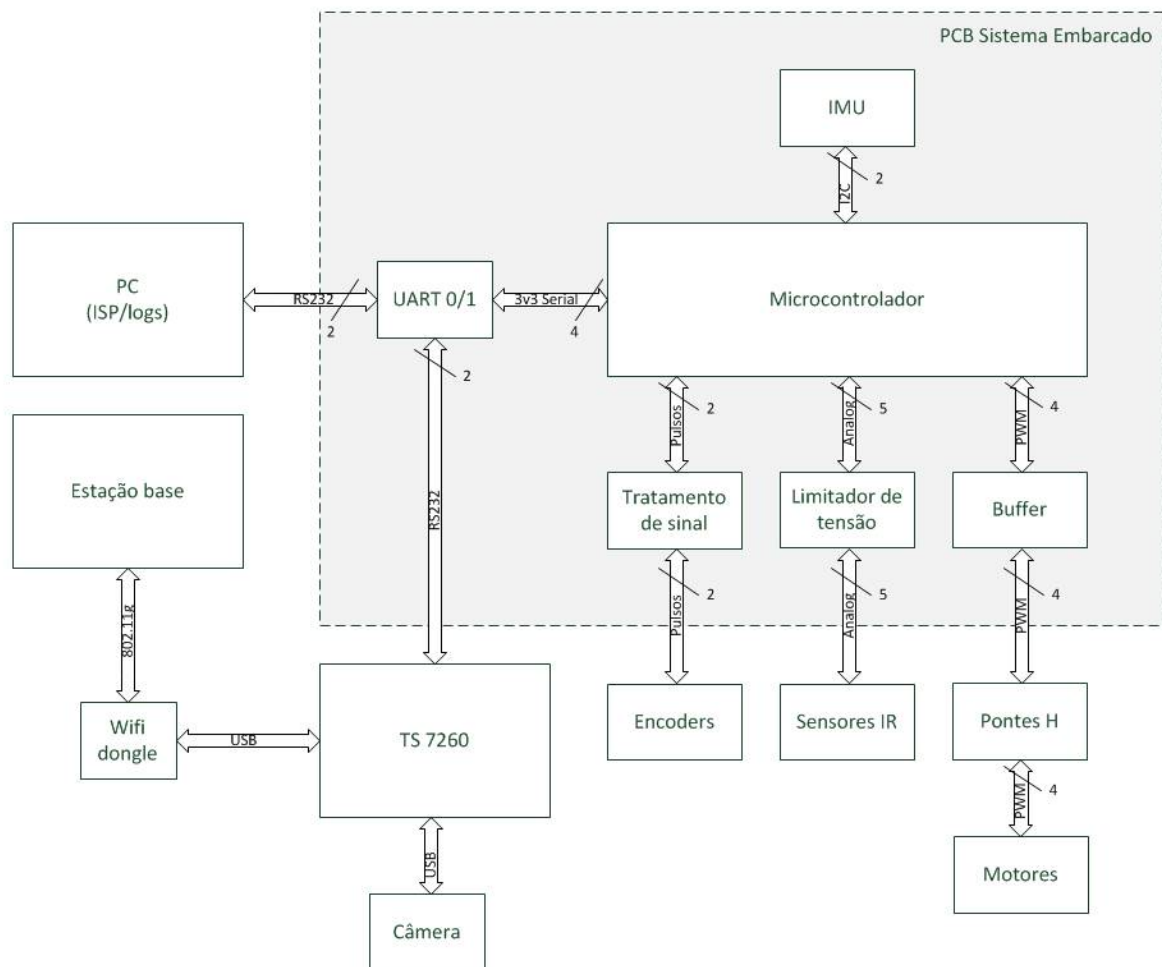 PCB Sistema Embarcado
IMU
2
I2C
PC
(ISP/logs)
RS232
2
UART 0/1
3v3 Serial
4
Microcontrolador
2
RS232
2
Pulsos
5
Analog
4
PWM
Estação base
Tratamento
de sinal
Limitador de
tensão
Buffer
2
Pulsos
5
Analog
4
PWM
802.11g
Wifi
dongle
USB
TS 7260
Encoders
Sensores IR
Pontes H
4
PWM
USB
Motores
Câmera